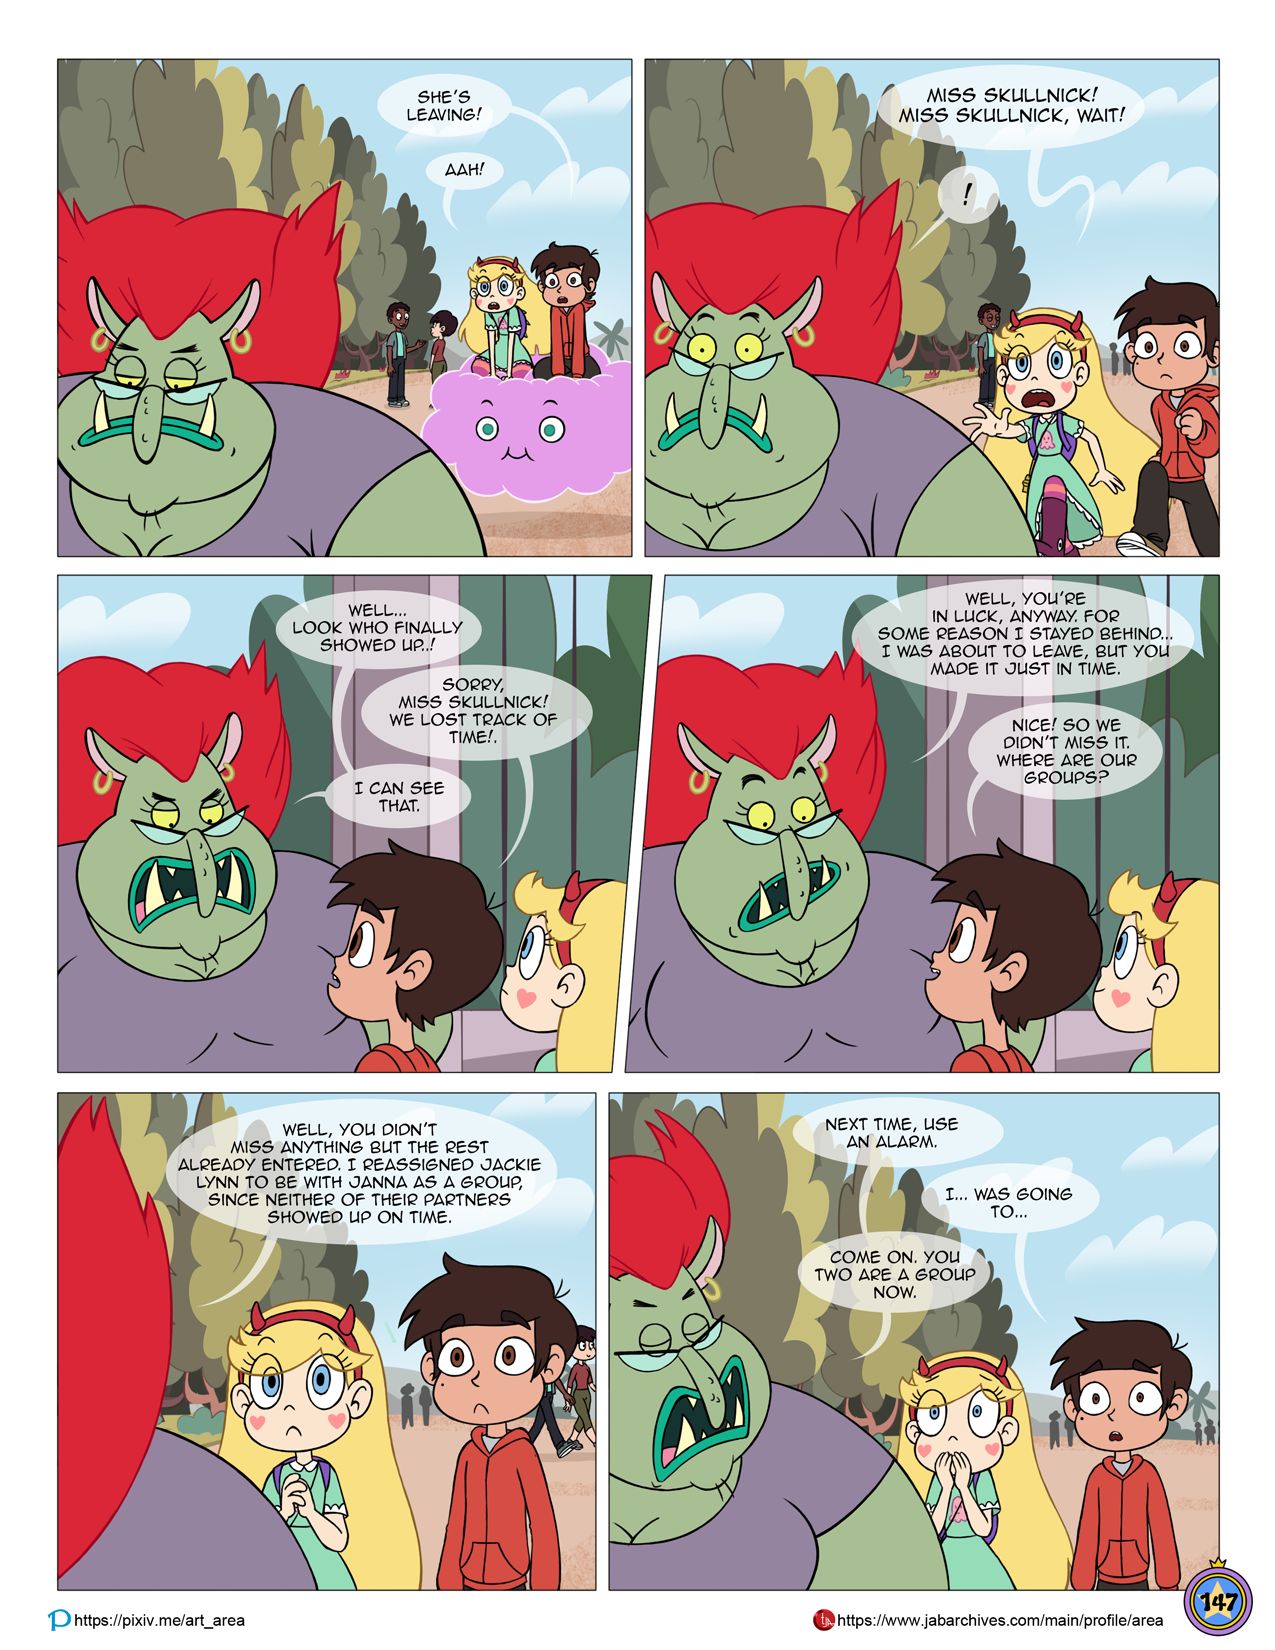 SHE'S
LEAVING!
AAH!
MISS SKULLNICK!
MISS SKULLNICK, WAIT!
!
WELL...
LOOK WHO FINALLY
SHOWED UP..!
SORRY,
MISS SKULLNICK!
WE LOST TRACK OF
TIME!.
I CAN SEE
THAT.
WELL, YOU'RE
IN LUCK, ANYWAY. FOR
SOME REASON I STAYED BEHIND...
I WAS ABOUT TO LEAVE, BUT YOU
MADE IT JUST IN TIME.
NICE! SO WE
DIDN'T MISS IT.
WHERE ARE OUR
GROUPS?
WELL, YOU DIDN'T
MISS ANYTHING BUT THE REST
ALREADY ENTERED. I REASSIGNED JACKIE
LYNN TO BE WITH JANNA AS A GROUP,
SINCE NEITHER OF THEIR PARTNERS
SHOWED UP ON TIME.
NEXT TIME, USE
AN ALARM.
I... WAS GOING
TO...
COME ON. YOU
TWO ARE A GROUP
NOW.
https://pixiv.me/art_area
https://www.jabarchives.com/main/profile/area
147